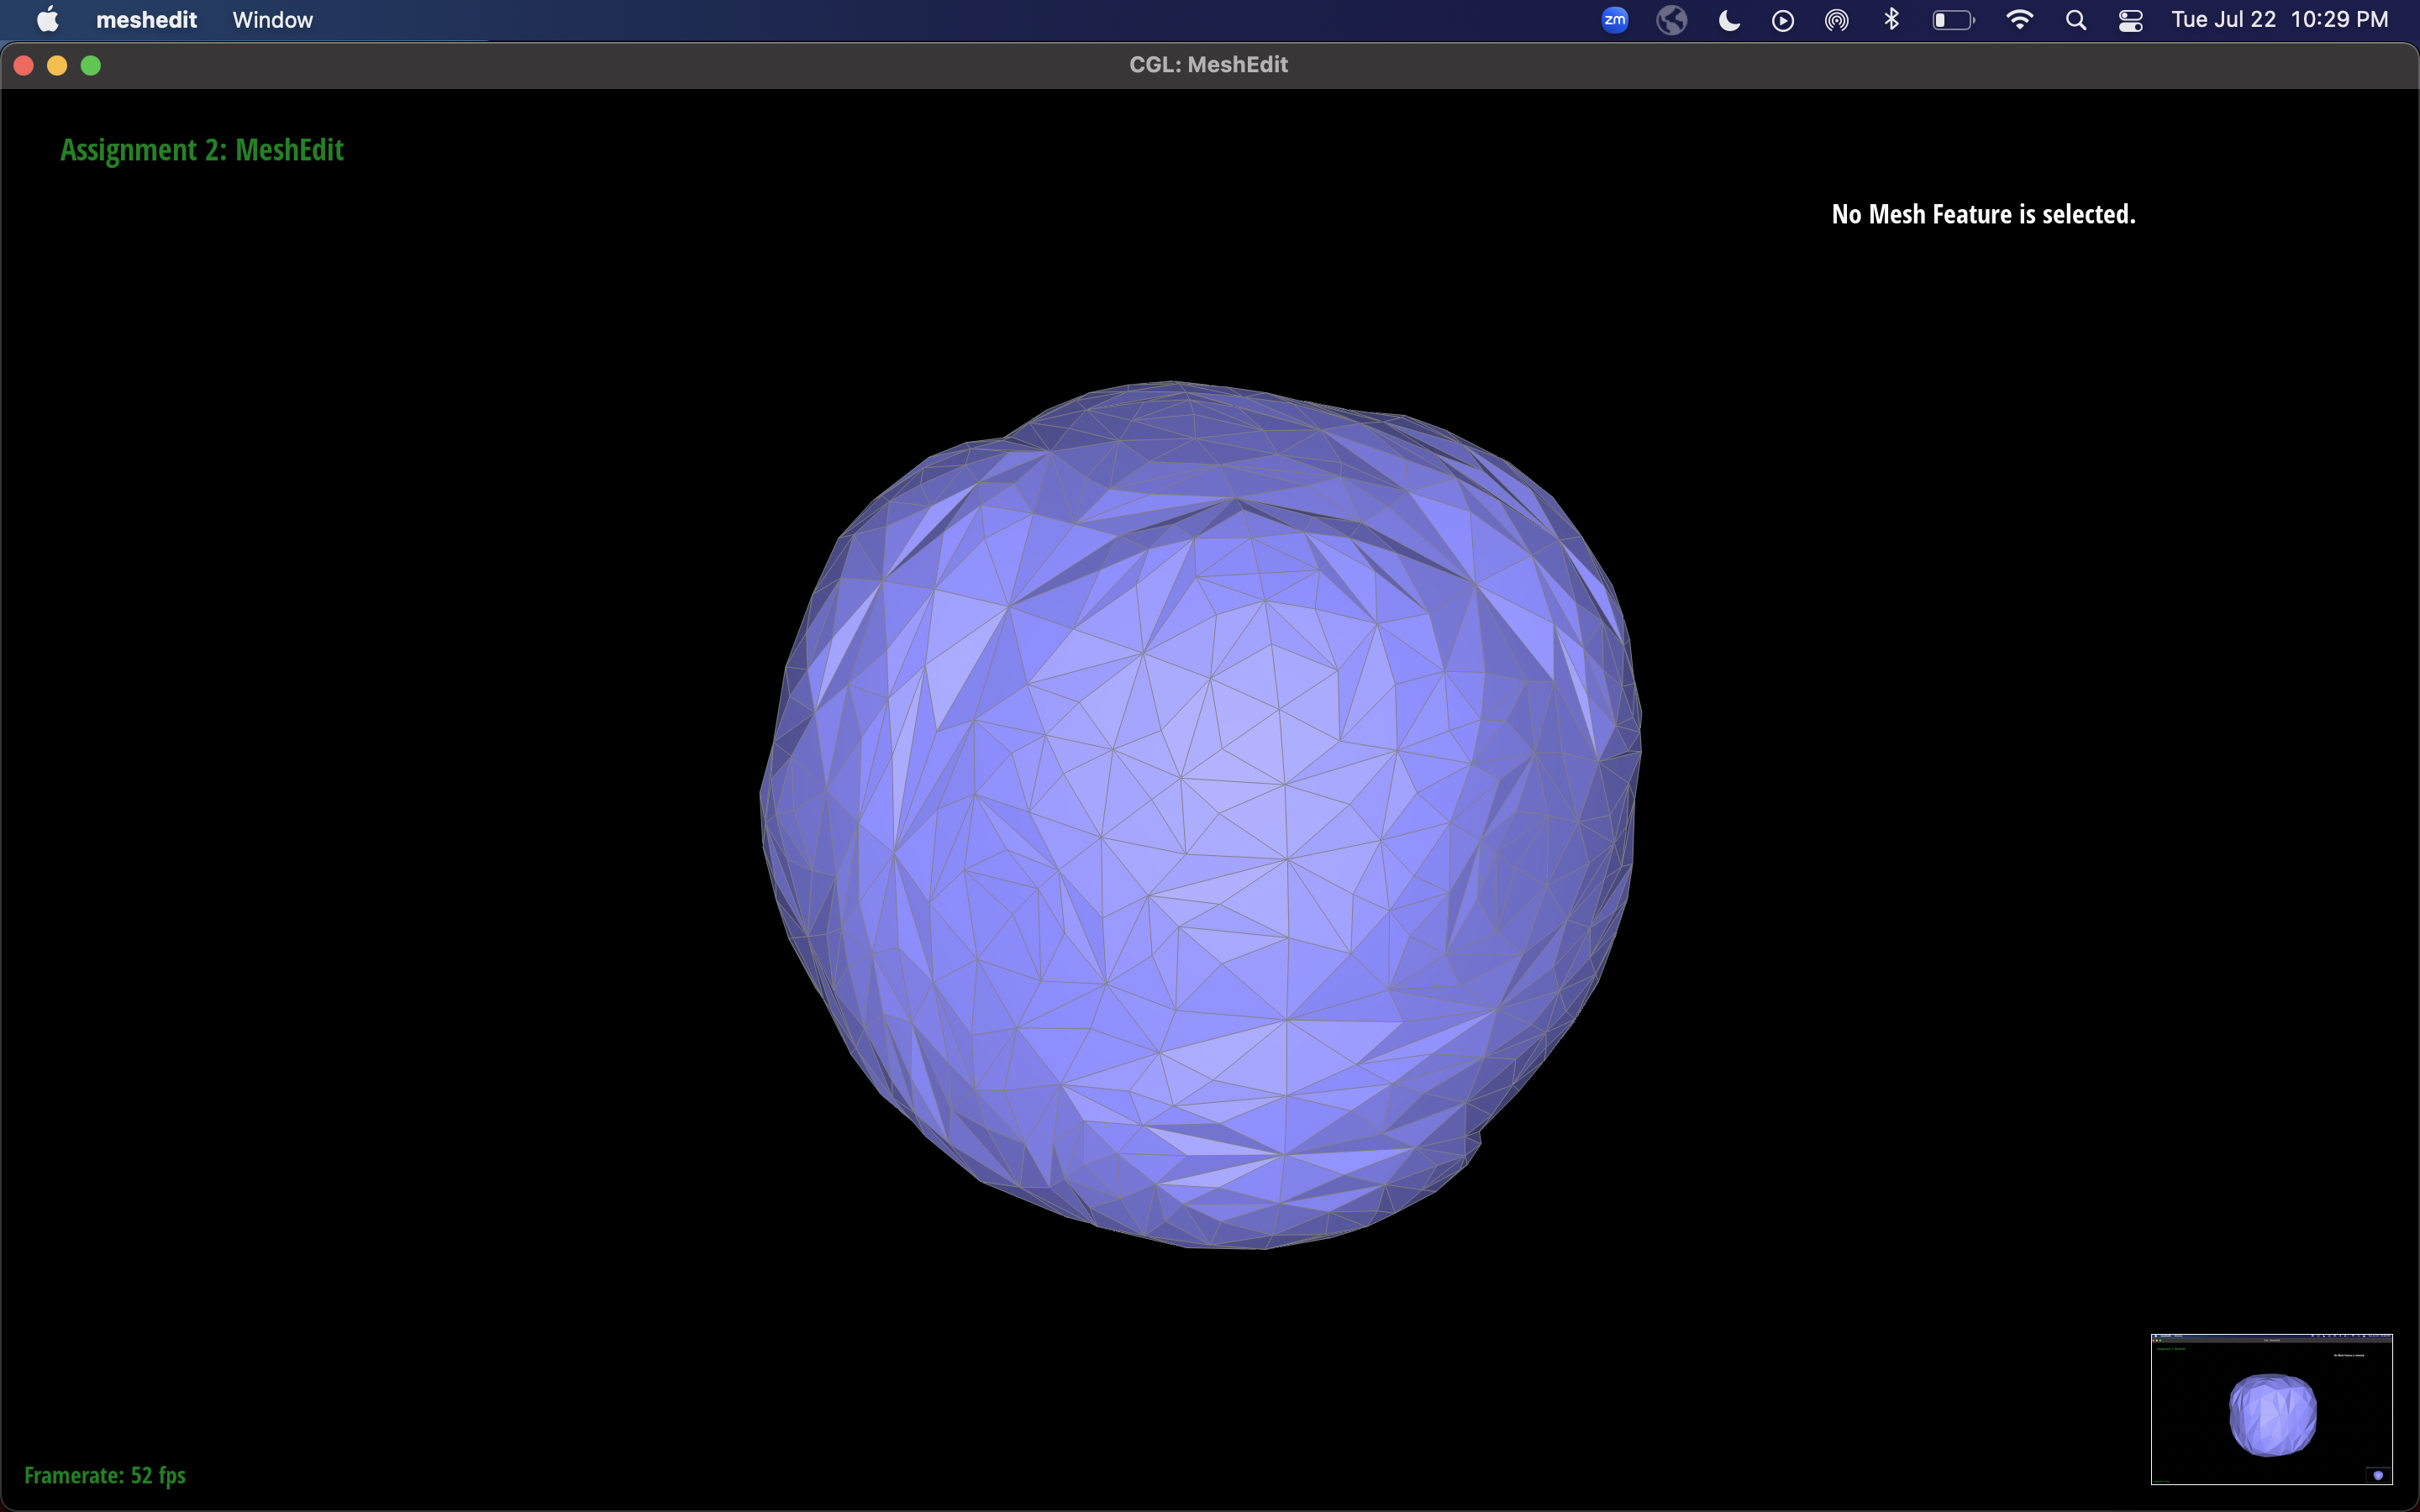 meshedit Window zm Tue Jul 22 10:29 PM
CGL: MeshEdit
Assignment 2: MeshEdit
No Mesh Feature is selected.
Framerate: 52 fps